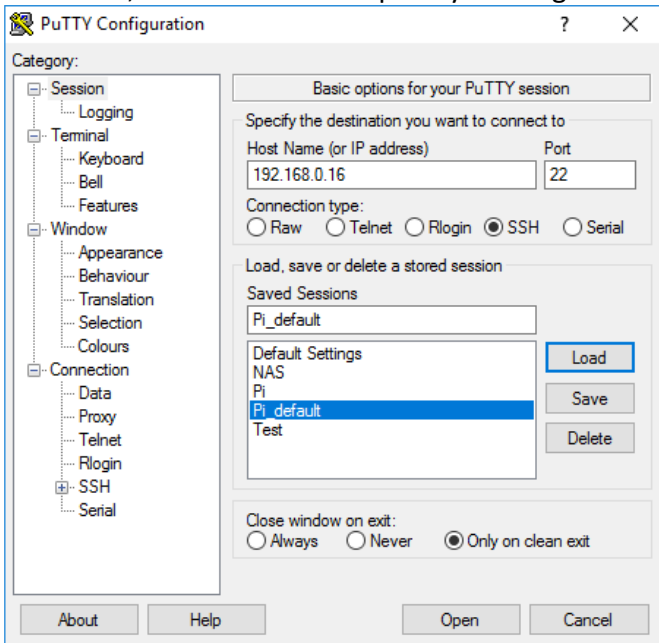 PuTTY Configuration ? ×
Category:
Session
Logging
Terminal
Keyboard
Bell
Features
Window
Appearance
Behaviour
Translation
Selection
Colours
Connection
Data
Proxy
Telnet
Rlogin
SSH
Serial
Basic options for your PuTTY session
Specify the destination you want to connect to
Host Name (or IP address) Port
192.168.0.16 22
Connection type:
Raw Telnet Rlogin SSH Serial
Load, save or delete a stored session
Saved Sessions
Pi_default
Default Settings
NAS
Pi
Pi_default
Test
Load
Save
Delete
Close window on exit:
Always Never Only on clean exit
About Help Open Cancel